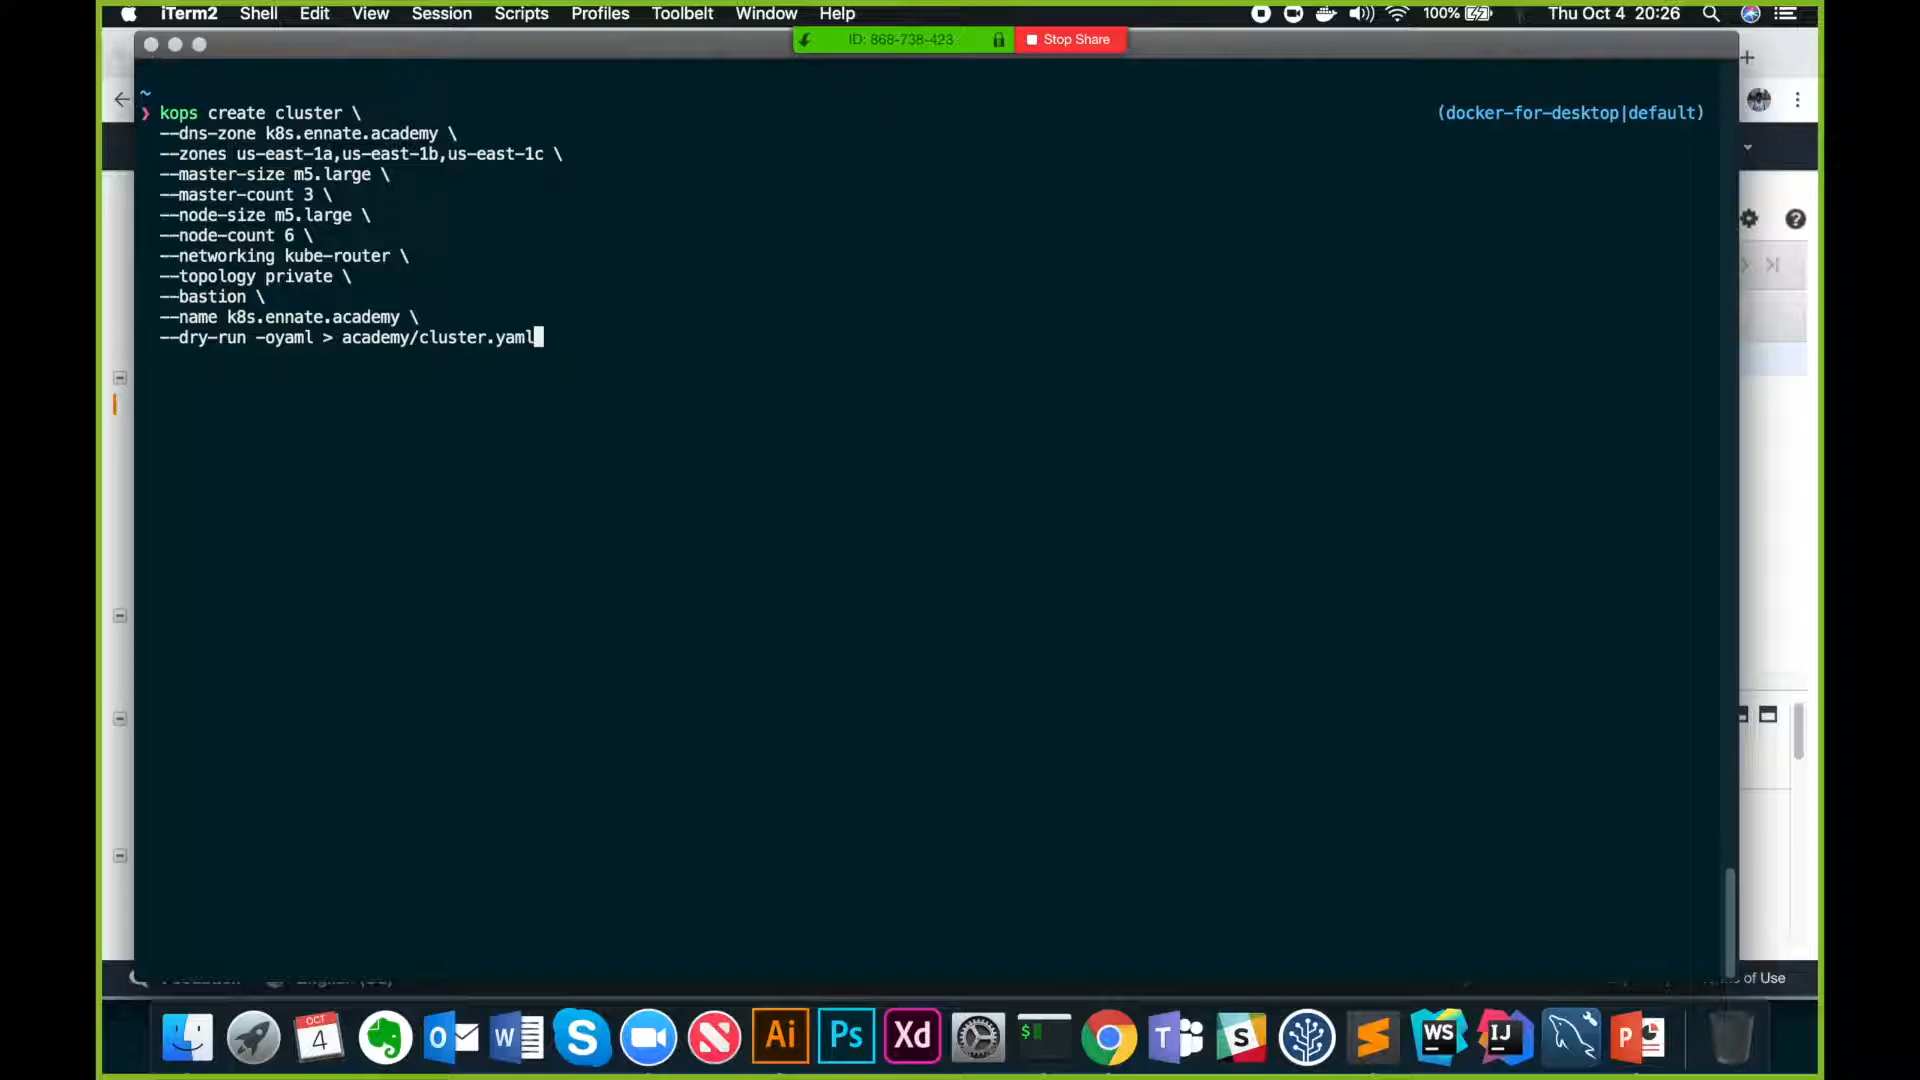 iTerm2 Shell Edit View Session Scripts Profiles Toolbelt Window Help 100% Thu Oct 4 20:26
ID: 868-738-423 Stop Share
~
❯ kops create cluster \ (docker-for-desktop|default)
--dns-zone k8s.ennate.academy \
--zones us-east-1a,us-east-1b,us-east-1c \
--master-size m5.large \
--master-count 3 \
--node-size m5.large \
--node-count 6 \
--networking kube-router \
--topology private \
--bastion \
--name k8s.ennate.academy \
--dry-run -oyaml > academy/cluster.yaml
of Use
OCT
4
O
W
S
Ai
Ps
Xd
$
T
S
S
WS
IJ
P